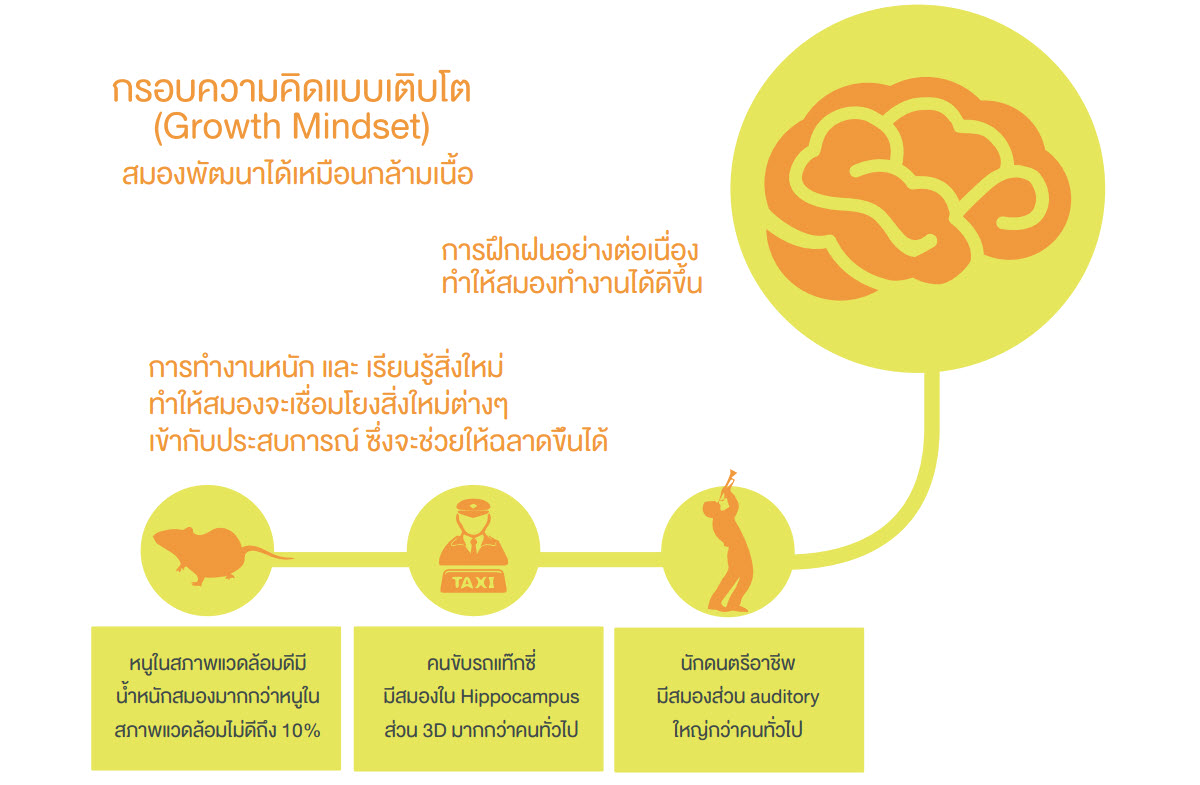 กรอบความคิดแบบเติบโต
(Growth Mindset)
สมองพัฒนาได้เหมือนกล้ามเนื้อ
การฝึกฝนอย่างต่อเนื่อง
ทำให้สมองทำงานได้ดีขึ้น
การทำงานหนัก และ เรียนรู้สิ่งใหม่
ทำให้สมองจะเชื่อมโยงสิ่งใหม่ต่างๆ
เข้ากับประสบการณ์ ซึ่งจะช่วยให้ฉลาดขึ้นได้
TAXI
หนูในสภาพแวดล้อมดีมี
น้ำหนักสมองมากกว่าหนูใน
สภาพแวดล้อมไม่ดีถึง 10%
คนขับรถแท๊กซี่
มีสมองใน Hippocampus
ส่วน 3D มากกว่าคนทั่วไป
นักดนตรีอาชีพ
มีสมองส่วน auditory
ใหญ่กว่าคนทั่วไป